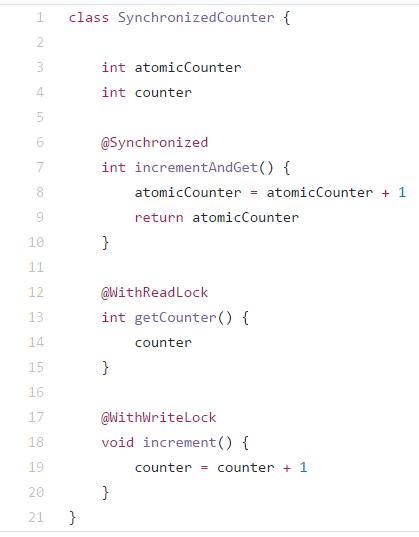 1 class SynchronizedCounter {
2
3     int atomicCounter
4     int counter
5
6     @Synchronized
7     int incrementAndGet() {
8         atomicCounter = atomicCounter + 1
9         return atomicCounter
10     }
11
12     @WithReadLock
13     int getCounter() {
14         counter
15     }
16
17     @WithWriteLock
18     void increment() {
19         counter = counter + 1
20     }
21 }